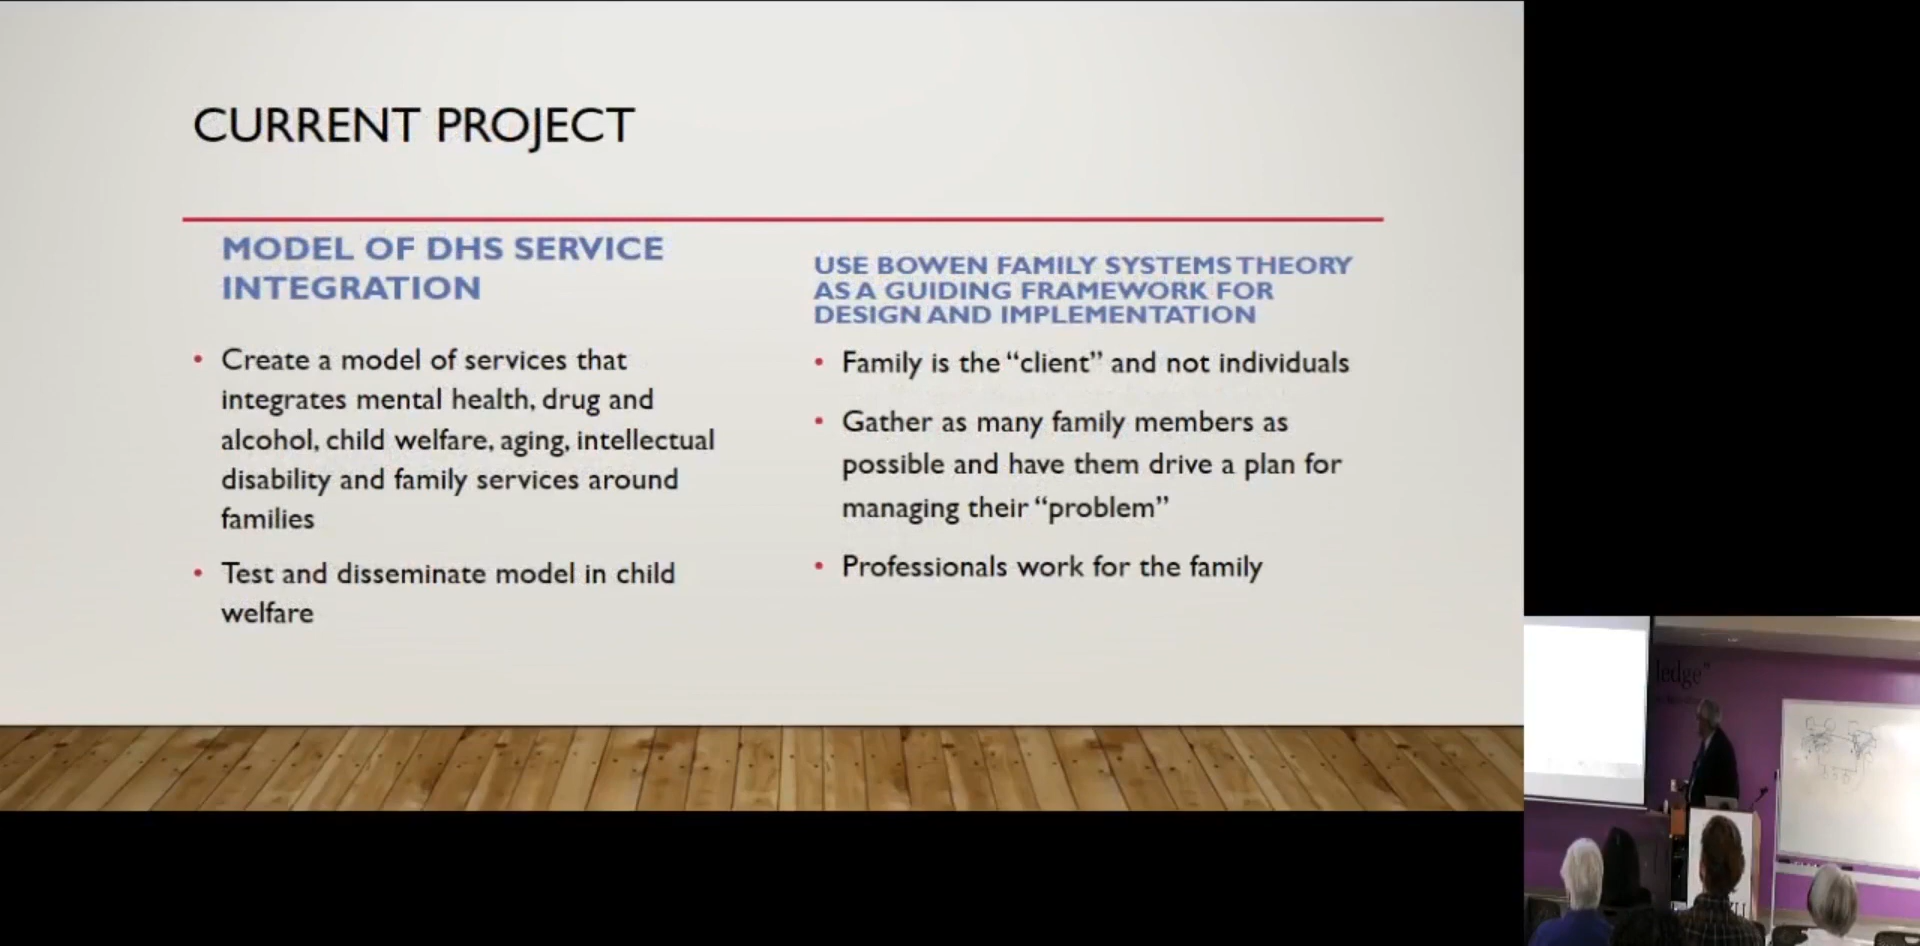 CURRENT PROJECT
MODEL OF DHS SERVICE
INTEGRATION
• Create a model of services that
integrates mental health, drug and
alcohol, child welfare, aging, intellectual
disability and family services around
families
• Test and disseminate model in child
welfare
USE BOWEN FAMILY SYSTEMS THEORY
AS A GUIDING FRAMEWORK FOR
DESIGN AND IMPLEMENTATION
• Family is the “client” and not individuals
• Gather as many family members as
possible and have them drive a plan for
managing their “problem”
• Professionals work for the family
ledge"